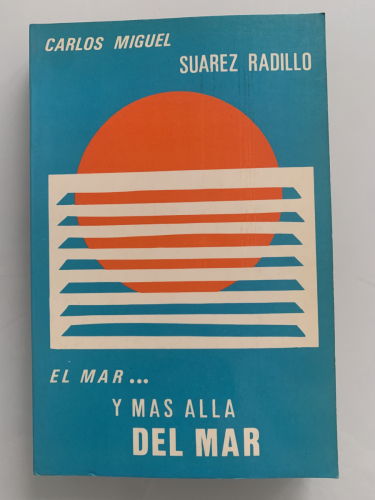 CARLOS MIGUEL
SUAREZ RADILLO
EL MAR...
Y MAS ALLA
DEL MAR